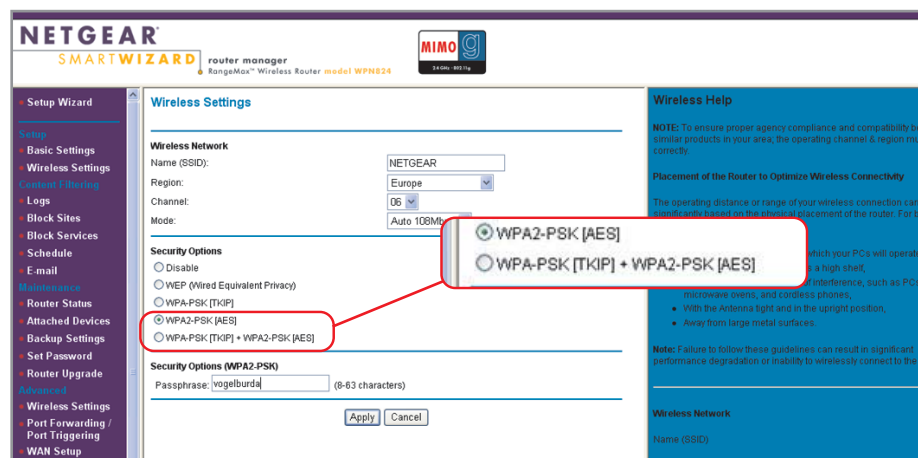 NETGEAR
SMARTWIZARD router manager
RangeMax™ Wireless Router model WPN824
MIMO g
2.4 GHz - 802.11g
Setup Wizard
Setup
Basic Settings
Wireless Settings
Content Filtering
Logs
Block Sites
Block Services
Schedule
E-mail
Maintenance
Router Status
Attached Devices
Backup Settings
Set Password
Router Upgrade
Advanced
Wireless Settings
Port Forwarding /
Port Triggering
WAN Setup
Wireless Settings
Wireless Network
Name (SSID): NETGEAR
Region: Europe
Channel: 06
Mode: Auto 108Mb
Security Options
Disable
WEP (Wired Equivalent Privacy)
WPA-PSK [TKIP]
WPA2-PSK [AES]
WPA-PSK [TKIP] + WPA2-PSK [AES]
Security Options (WPA2-PSK)
Passphrase: vogelburda (8-63 characters)
Apply Cancel
WPA2-PSK [AES]
WPA-PSK [TKIP] + WPA2-PSK [AES]
Wireless Help
NOTE: To ensure proper agency compliance and compatibility
similar products in your area; the operating channel & region
correctly.
Placement of the Router to Optimize Wireless Connectivity
The operating distance or range of your wireless connection can
significantly based on the physical placement of the router. For
which your PCs will
a high shelf,
of interference, such as PCs
microwave ovens, and cordless phones,
With the Antenna tight and in the upright position,
Away from large metal surfaces.
Note: Failure to follow these guidelines can result in significant
performance degradation or inability to wirelessly connect to the
Wireless Network
Name (SSID)